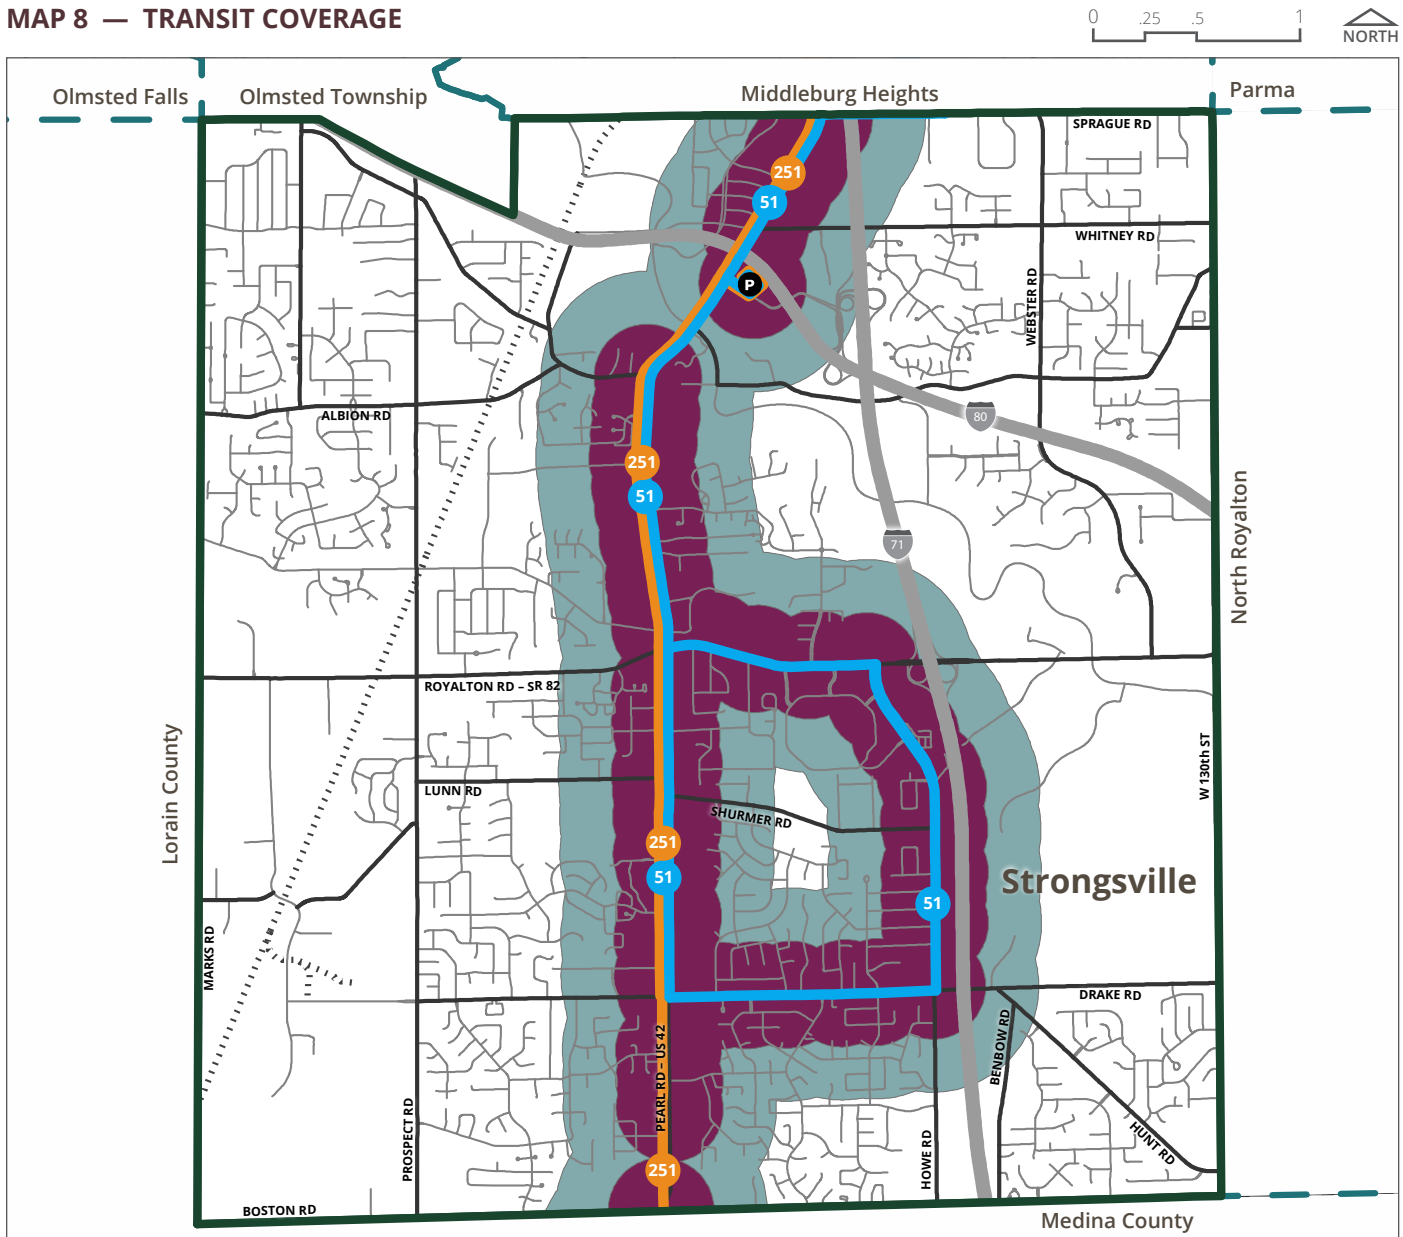 MAP 8 — TRANSIT COVERAGE
0 .25 .5 1
NORTH
Olmsted Falls
Olmsted Township
Middleburg Heights
Parma
SPRAGUE RD
251
51
WHITNEY RD
P
WEBSTER RD
ALBION RD
80
251
51
71
North Royalton
ROYALTON RD – SR 82
Lorain County
LUNN RD
W 130th ST
SHURMER RD
251
51
Strongsville
51
MARKS RD
DRAKE RD
PEARL RD – US 42
BENBOW RD
PROSPECT RD
HOWE RD
HUNT RD
251
BOSTON RD
Medina County